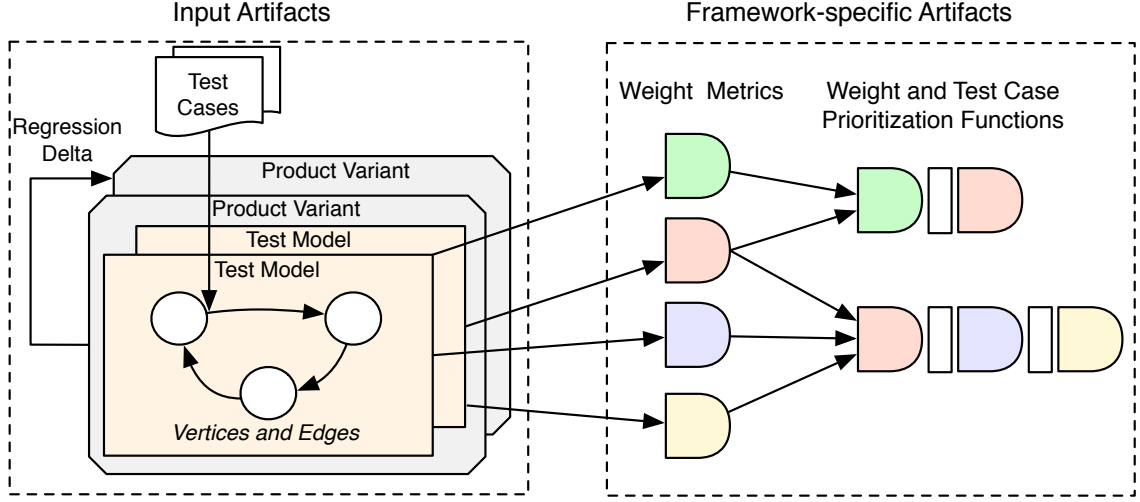 Input Artifacts
Test
Cases
Regression
Delta
Product Variant
Product Variant
Test Model
Test Model
Vertices and Edges
Framework-specific Artifacts
Weight Metrics
Weight and Test Case
Prioritization Functions